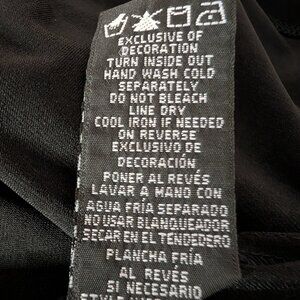 EXCLUSIVE OF
DECORATION
TURN INSIDE OUT
HAND WASH COLD
SEPARATELY
DO NOT BLEACH
LINE DRY
COOL IRON IF NEEDED
ON REVERSE
EXCLUSIVO DE
DECORACIÓN
PONER AL REVÉS
LAVAR A MANO CON
AGUA FRÍA SEPARADO
NO USAR BLANQUEADOR
SECAR EN EL TENDEDERO
PLANCHA FRÍA
AL REVÉS
SI NECESARIO